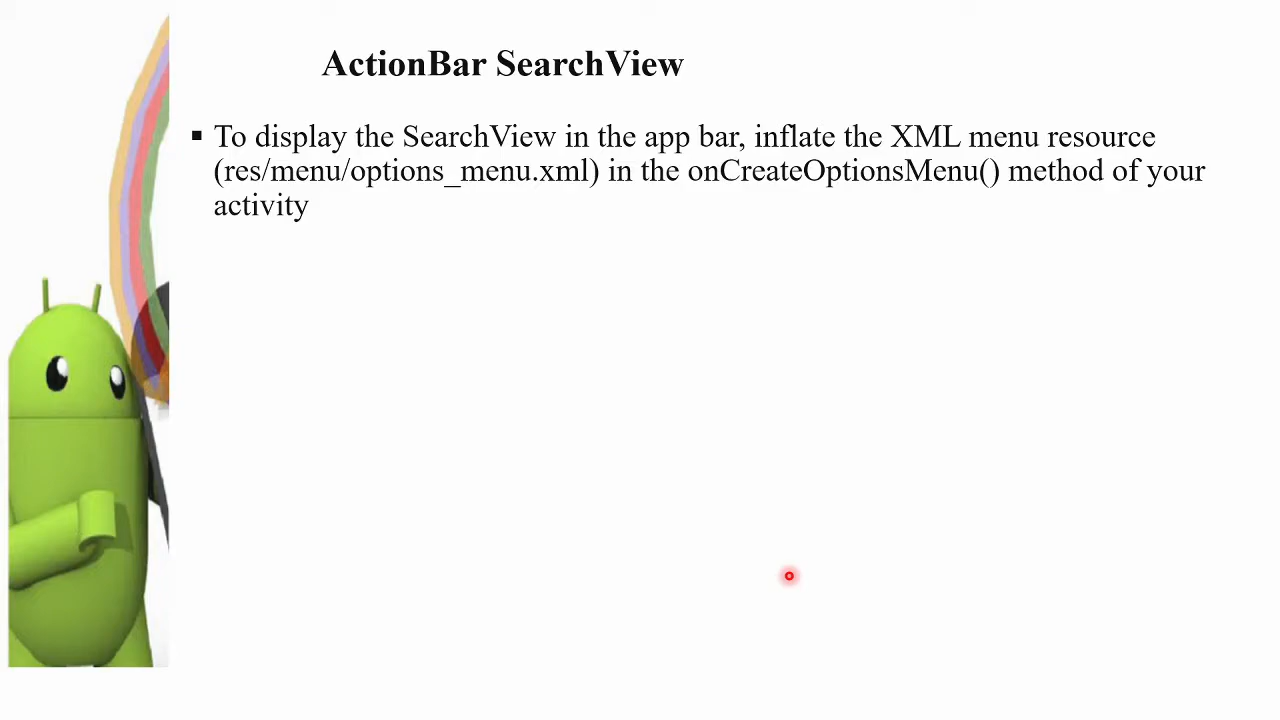 ActionBar SearchView
▪ To display the SearchView in the app bar, inflate the XML menu resource
(res/menu/options_menu.xml) in the onCreateOptionsMenu() method of your
activity